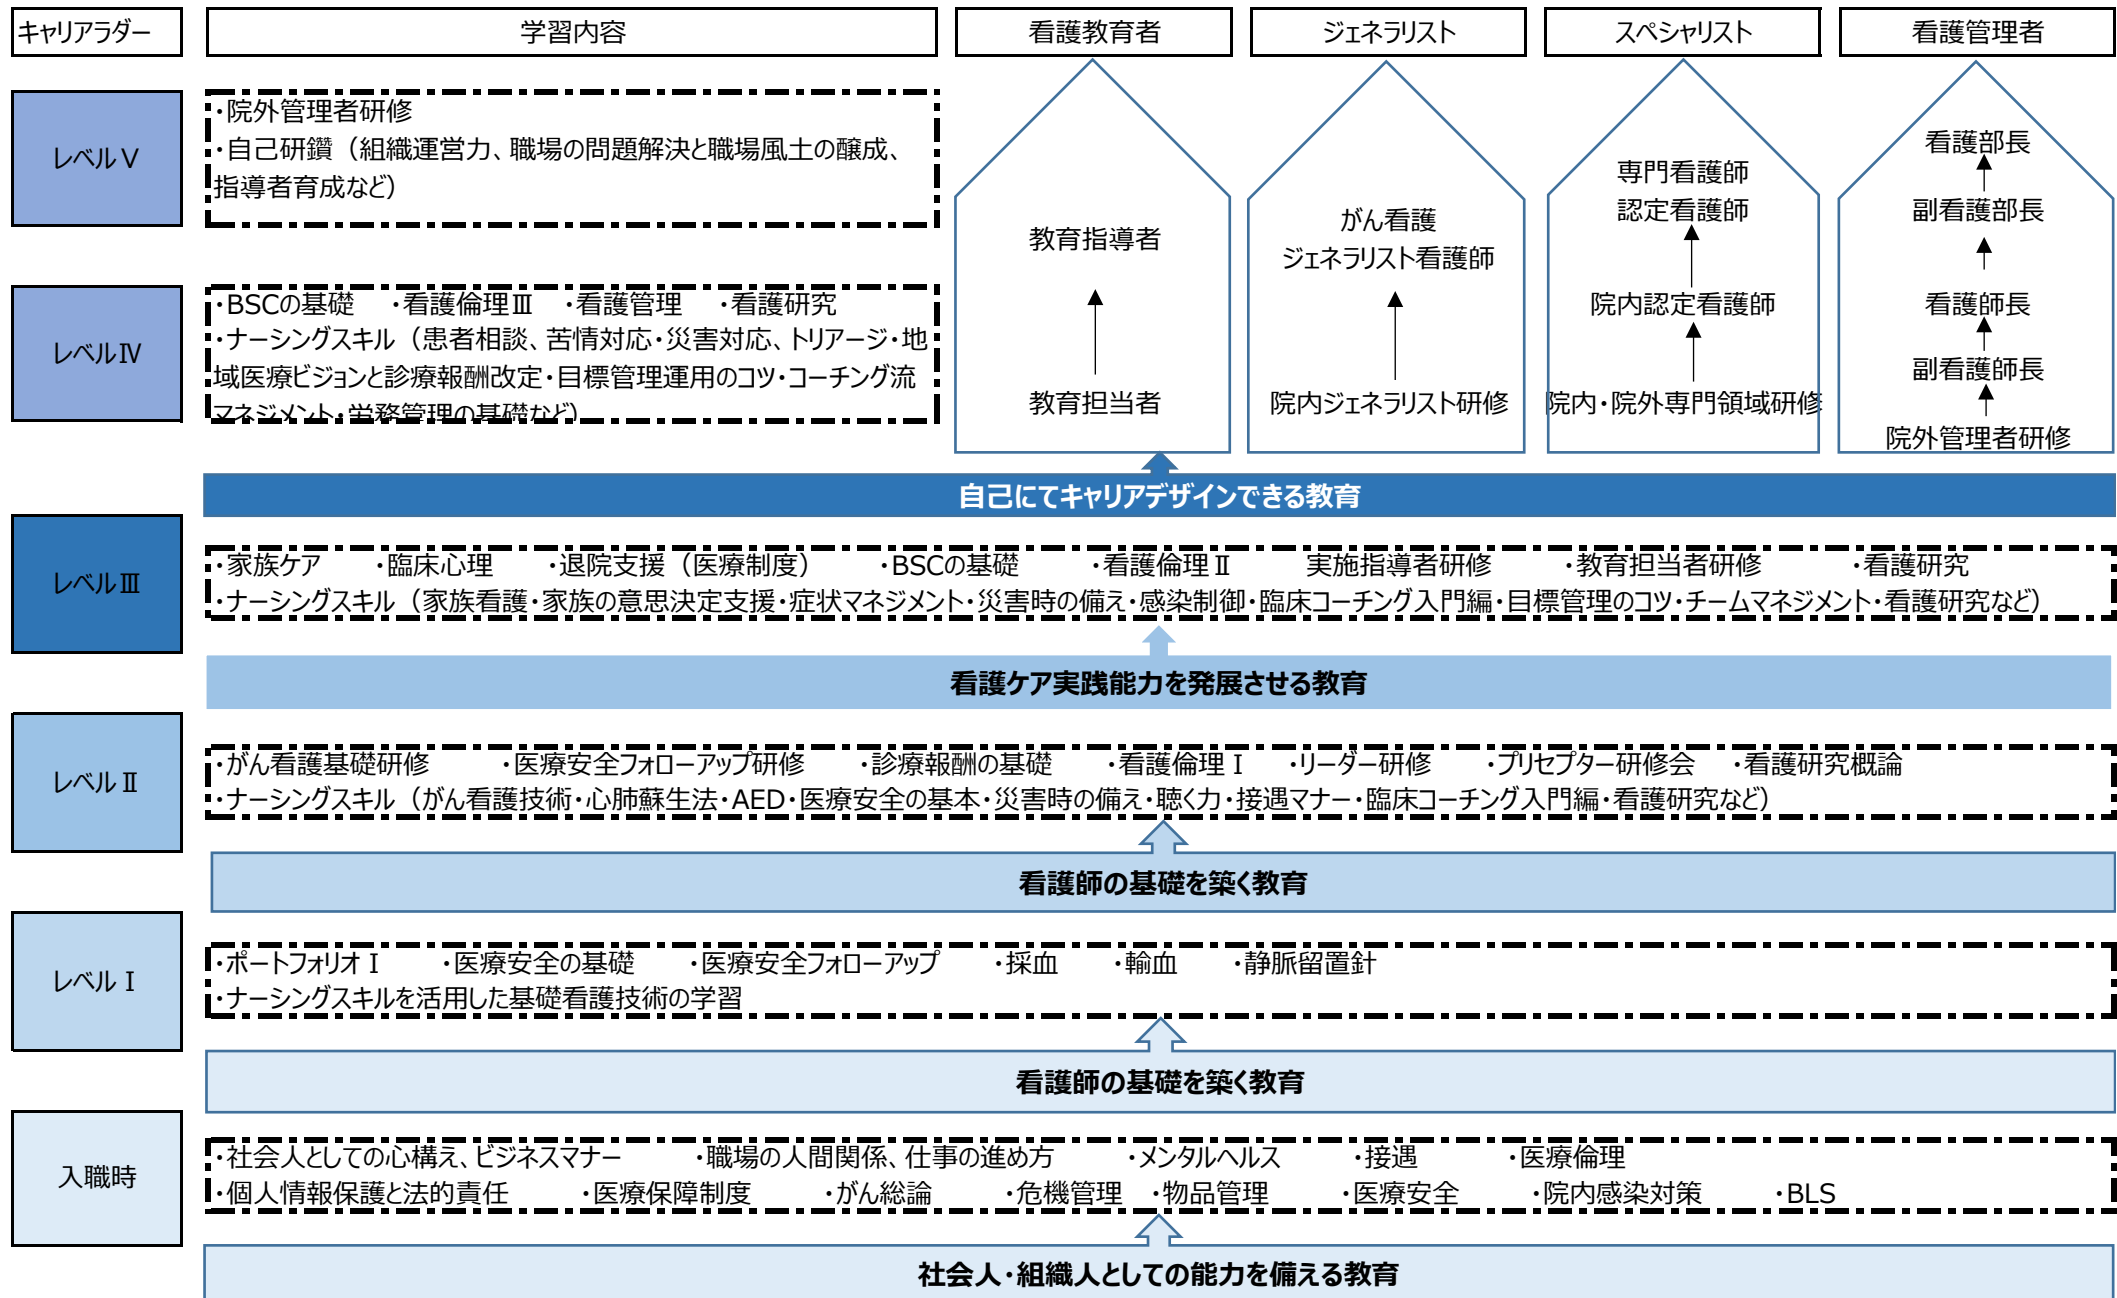 キャリアラダー
学習内容
看護教育者
ジェネラリスト
スペシャリスト
看護管理者
レベルⅤ
・院外管理者研修
・自己研鑽（組織運営力、職場の問題解決と職場風土の醸成、
指導者育成など）
レベルⅣ
・BSCの基礎 ・看護倫理Ⅲ ・看護管理 ・看護研究
・ナーシングスキル（患者相談、苦情対応・災害対応、トリアージ・地
域医療ビジョンと診療報酬改定・目標管理運用のコツ・コーチング流
マネジメント・労務管理の基礎など）
教育指導者
教育担当者
がん看護
ジェネラリスト看護師
院内ジェネラリスト研修
専門看護師
認定看護師
院内認定看護師
院内・院外専門領域研修
看護部長
副看護部長
看護師長
副看護師長
院外管理者研修
自己にてキャリアデザインできる教育
レベルⅢ
・家族ケア ・臨床心理 ・退院支援（医療制度） ・BSCの基礎 ・看護倫理Ⅱ 実施指導者研修 ・教育担当者研修 ・看護研究
・ナーシングスキル（家族看護・家族の意思決定支援・症状マネジメント・災害時の備え・感染制御・臨床コーチング入門編・目標管理のコツ・チームマネジメント・看護研究など）
看護ケア実践能力を発展させる教育
レベルⅡ
・がん看護基礎研修 ・医療安全フォローアップ研修 ・診療報酬の基礎 ・看護倫理Ⅰ ・リーダー研修 ・プリセプター研修会 ・看護研究概論
・ナーシングスキル（がん看護技術・心肺蘇生法・AED・医療安全の基本・災害時の備え・聴く力・接遇マナー・臨床コーチング入門編・看護研究など）
看護師の基礎を築く教育
レベルⅠ
・ポートフォリオⅠ ・医療安全の基礎 ・医療安全フォローアップ ・採血 ・輸血 ・静脈留置針
・ナーシングスキルを活用した基礎看護技術の学習
看護師の基礎を築く教育
入職時
・社会人としての心構え、ビジネスマナー ・職場の人間関係、仕事の進め方 ・メンタルヘルス ・接遇 ・医療倫理
・個人情報保護と法的責任 ・医療保障制度 ・がん総論 ・危機管理 ・物品管理 ・医療安全 ・院内感染対策 ・BLS
社会人・組織人としての能力を備える教育